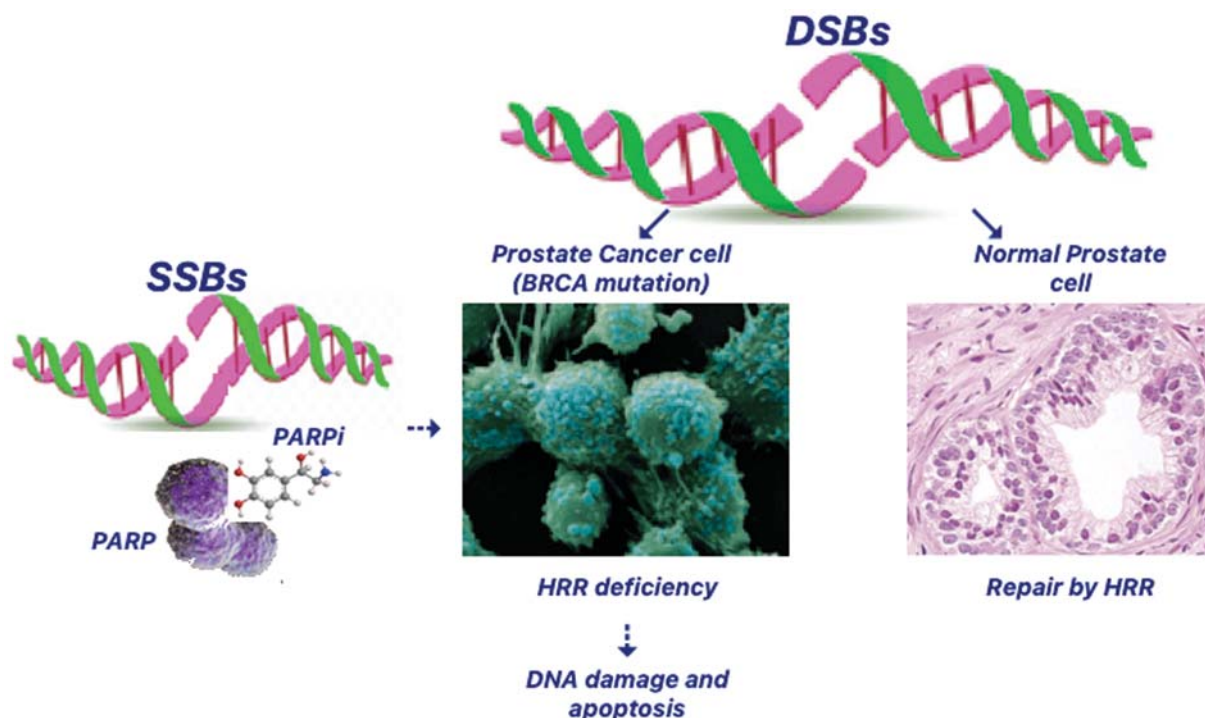 DSBs
Prostate Cancer cell
(BRCA mutation)
Normal Prostate
cell
SSBs
PARPi
PARP
HRR deficiency
Repair by HRR
DNA damage and
apoptosis